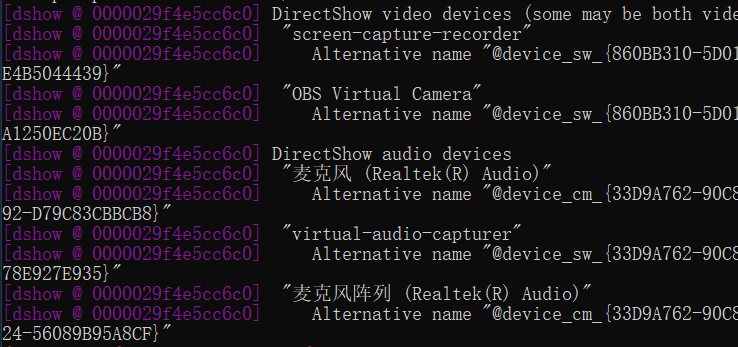 [dshow @ 0000029f4e5cc6c0] DirectShow video devices (some may be both vide
[dshow @ 0000029f4e5cc6c0]  "screen-capture-recorder"
[dshow @ 0000029f4e5cc6c0]     Alternative name "@device_sw_{860BB310-5D01
E4B5044439}"
[dshow @ 0000029f4e5cc6c0]  "OBS Virtual Camera"
[dshow @ 0000029f4e5cc6c0]     Alternative name "@device_sw_{860BB310-5D01
A1250EC20B}"
[dshow @ 0000029f4e5cc6c0] DirectShow audio devices
[dshow @ 0000029f4e5cc6c0]  "麦克风 (Realtek(R) Audio)"
[dshow @ 0000029f4e5cc6c0]     Alternative name "@device_cm_{33D9A762-90C8
92-D79C83CBBCB8}"
[dshow @ 0000029f4e5cc6c0]  "virtual-audio-capturer"
[dshow @ 0000029f4e5cc6c0]     Alternative name "@device_sw_{33D9A762-90C8
78E927E935}"
[dshow @ 0000029f4e5cc6c0]  "麦克风阵列 (Realtek(R) Audio)"
[dshow @ 0000029f4e5cc6c0]     Alternative name "@device_cm_{33D9A762-90C8
24-56089B95A8CF}"